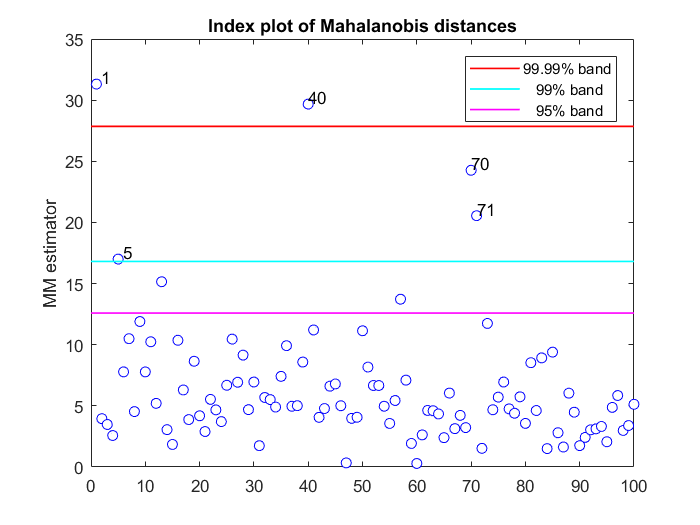 Index plot of Mahalanobis distances
35
30
25
20
15
10
5
0
MM estimator
1
40
70
71
5
99.99% band
99% band
95% band
0 10 20 30 40 50 60 70 80 90 100